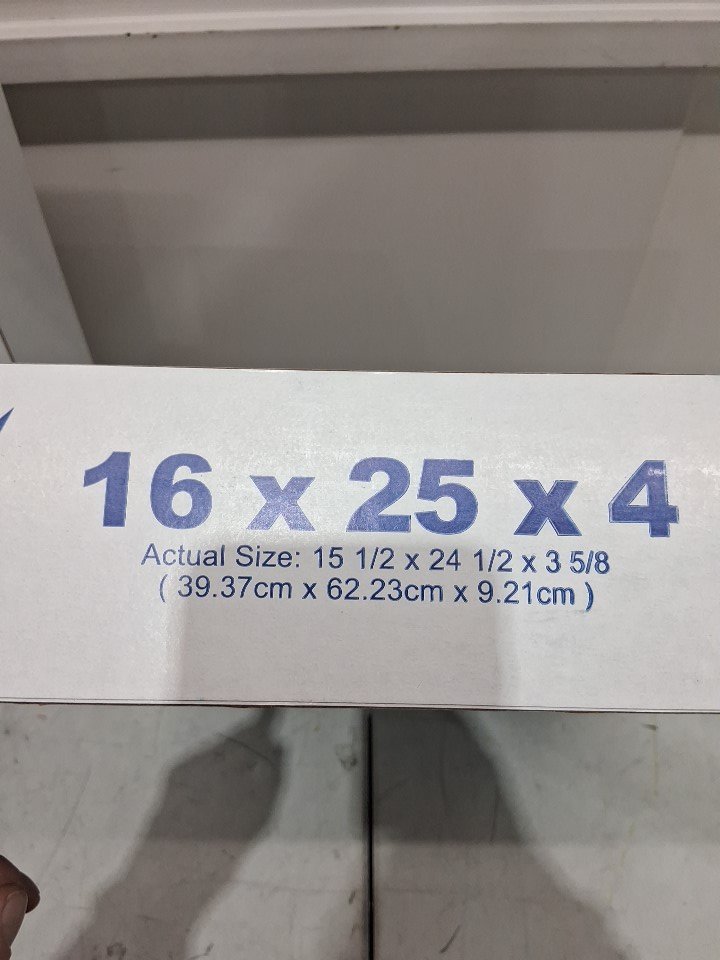 16 x 25 x 4
Actual Size: 15 1/2 x 24 1/2 x 3 5/8
( 39.37cm x 62.23cm x 9.21cm )